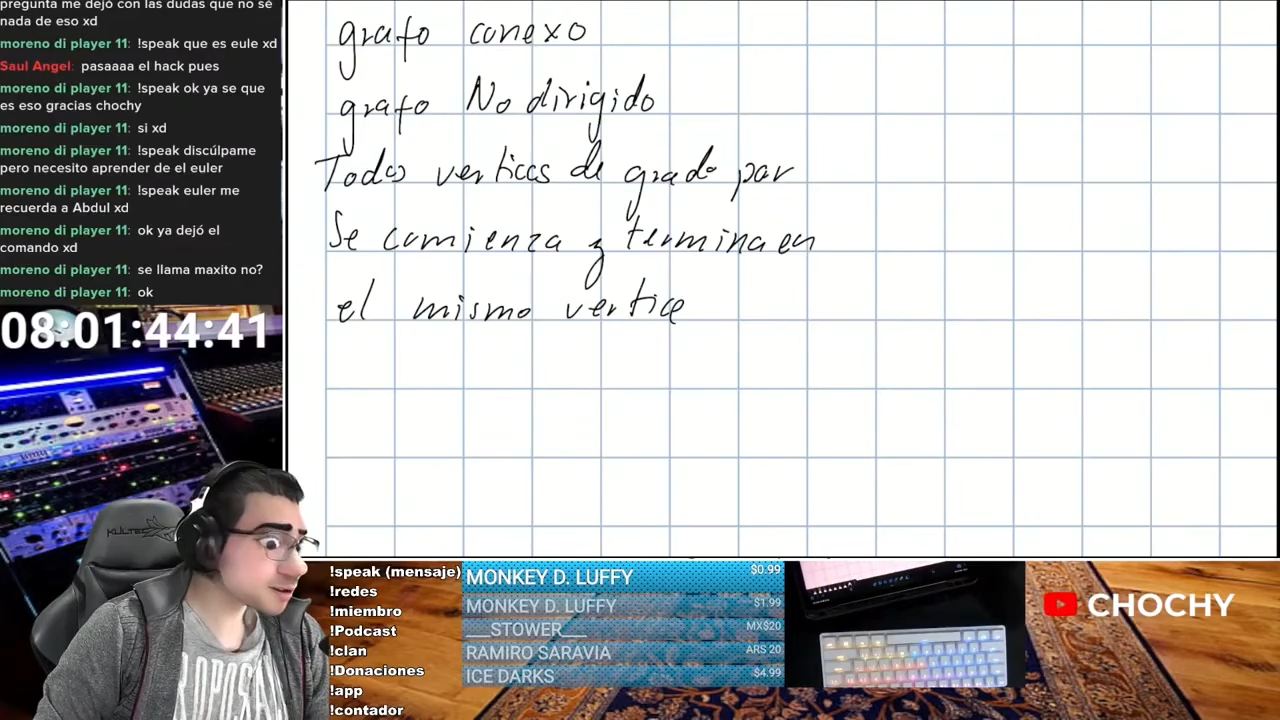 pregunta me dejó con las dudas que no se
nada de eso xd
moreno di player 11: !speak que es eule xd
Saul Angel: pasaaaa el hack pues
moreno di player 11: !speak ok ya se que
es eso gracias chochy
moreno di player 11: si xd
moreno di player 11: !speak discúlpame
pero necesito aprender de el euler
moreno di player 11: !speak euler me
recuerda a Abdul xd
moreno di player 11: ok ya dejó el
comando xd
moreno di player 11: se llama maxito no?
moreno di player 11: ok
08:01:44:41
grafo conexo
grafo No dirigido
Todos vertices de grado par
Se comienza y termina en
el mismo vertice
KULTEC
!speak (mensaje)
!redes
!miembro
!Podcast
!clan
!Donaciones
!app
!contador
MONKEY D. LUFFY $0.99
MONKEY D. LUFFY $1.99
___STOWER___ MX$20
RAMIRO SARAVIA ARS 20
ICE DARKS $4.99
CHOCHY